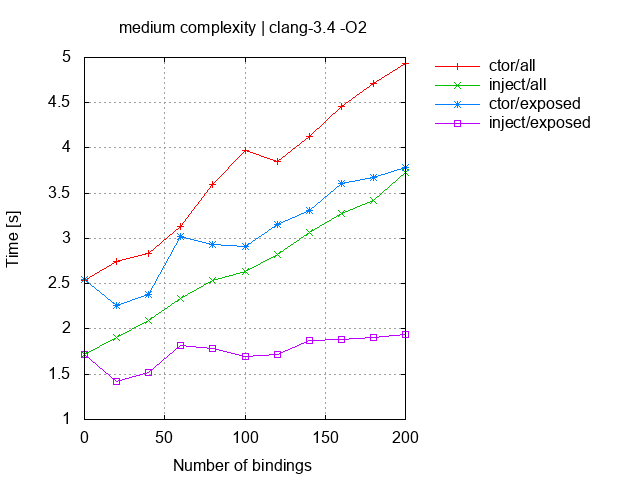 medium complexity | clang-3.4 -O2
5
4.5
4
3.5
3
2.5
2
1.5
1
0 50 100 150 200
Time [s]
Number of bindings
ctor/all
inject/all
ctor/exposed
inject/exposed